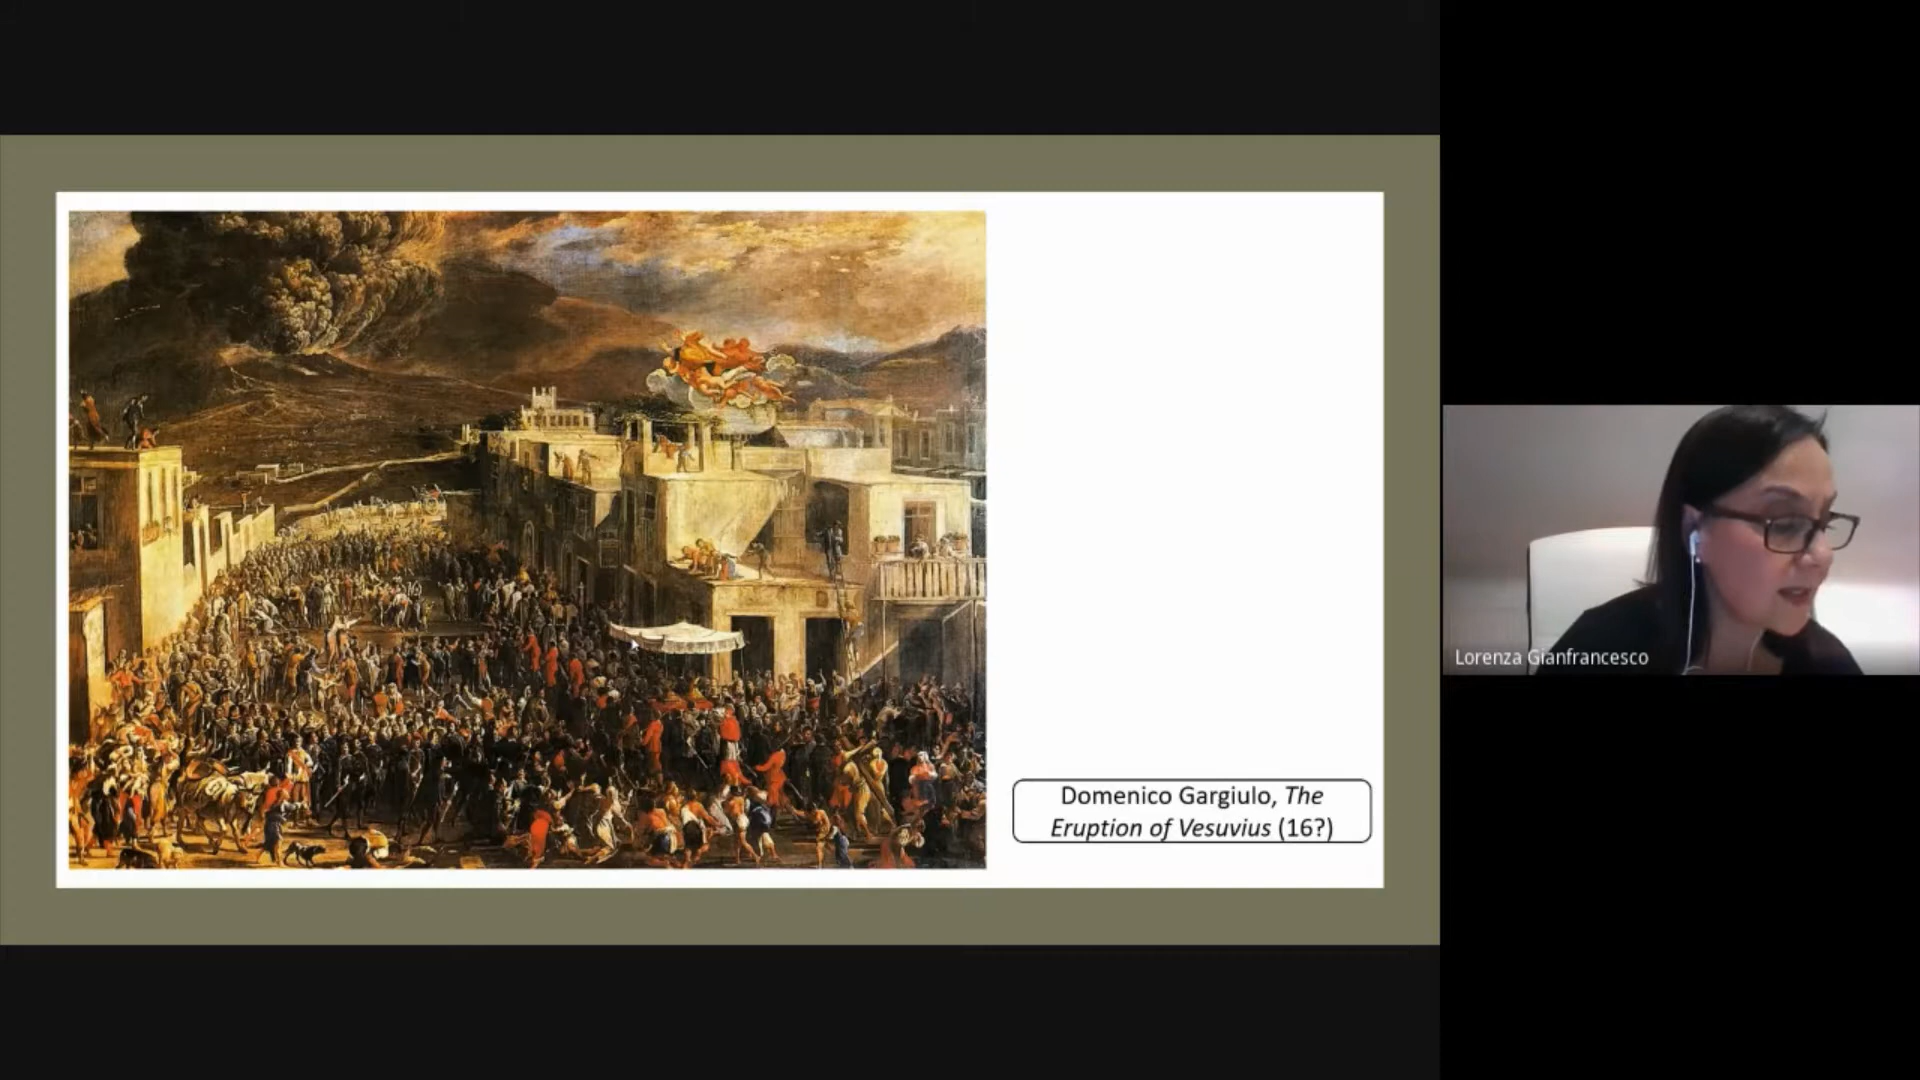 Domenico Gargiulo, The
Eruption of Vesuvius (16?)
Lorenza Gianfrancesco